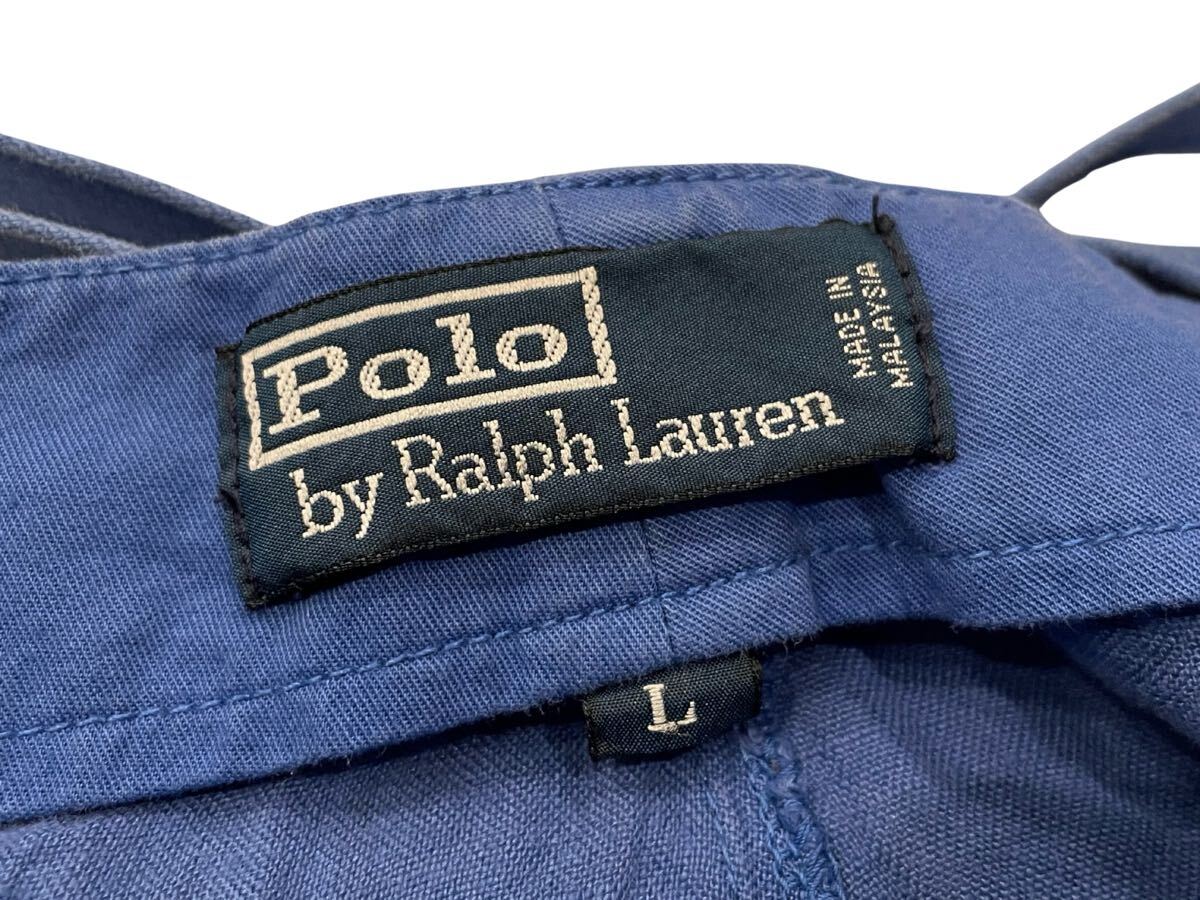 Polo
by Ralph Lauren
MADE IN
MALAYSIA
L